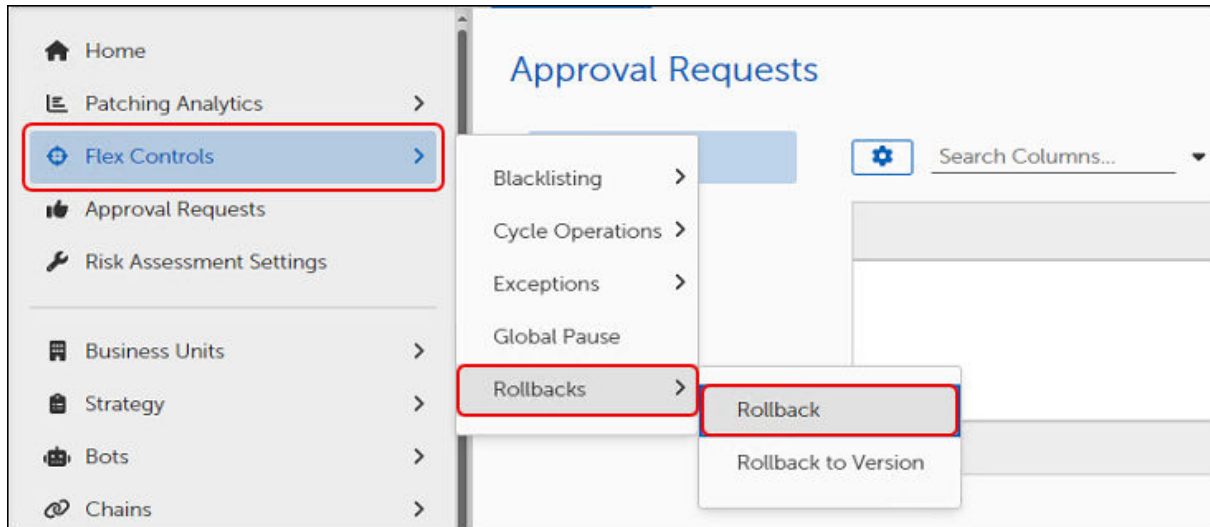 Home
Patching Analytics
Flex Controls
Approval Requests
Risk Assessment Settings
Business Units
Strategy
Bots
Chains
Blacklisting
Cycle Operations
Exceptions
Global Pause
Rollbacks
Rollback
Rollback to Version
Approval Requests
Search Columns...